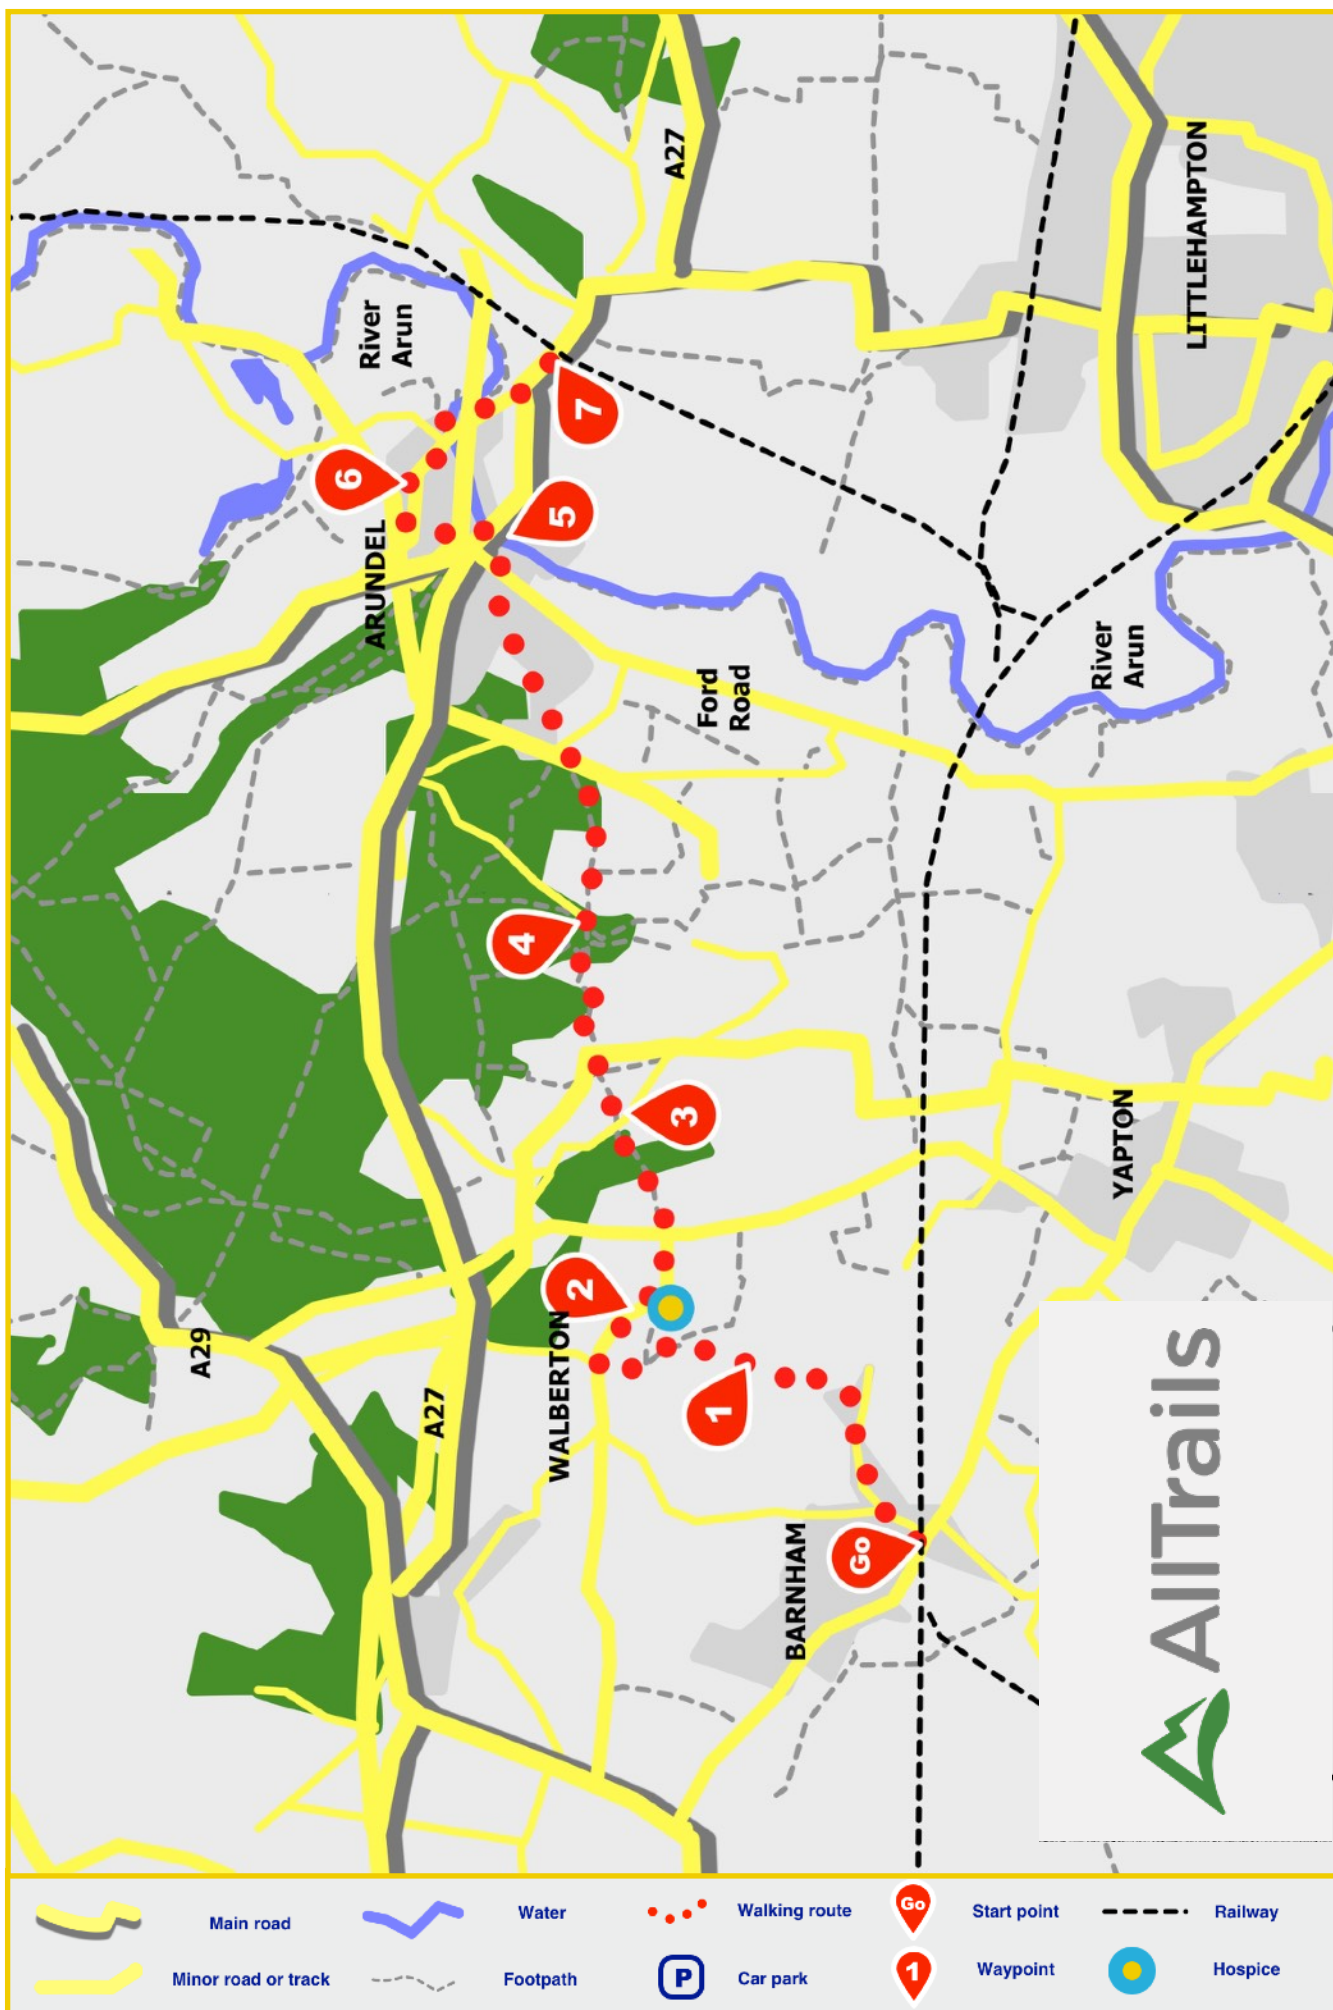 A27
LITTLEHAMPTON
River
Arun
6
7
5
ARUNDEL
Ford
Road
River
Arun
4
3
YAPTON
2
WALBERTON
A29
A27
1
BARNHAM
Go
AllTrails
Main road
Water
Walking route
Go
Start point
Railway
Minor road or track
Footpath
P
Car park
1
Waypoint
Hospice